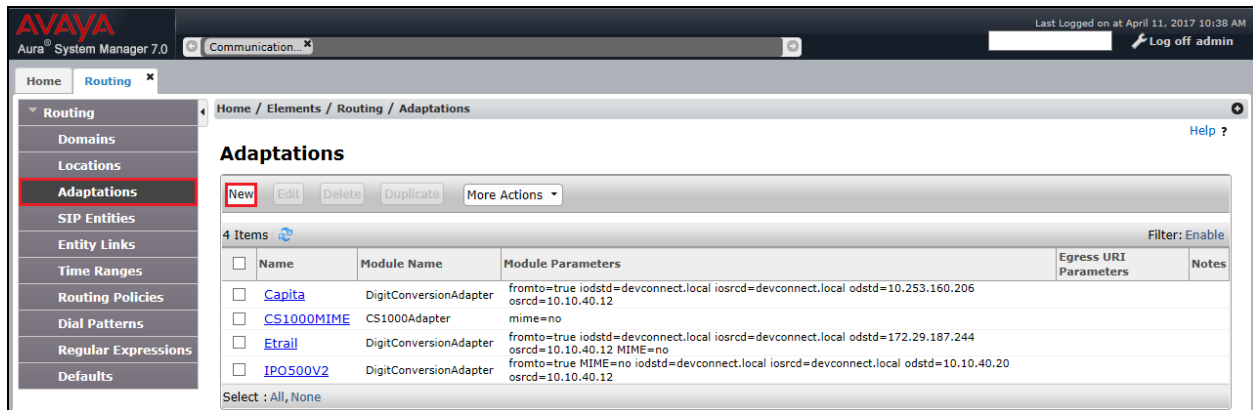 AVAYA
Last Logged on at April 11, 2017 10:38 AM
Aura® System Manager 7.0
Communication...✖
Log off admin
Home
Routing ✖
Routing
Domains
Locations
Adaptations
SIP Entities
Entity Links
Time Ranges
Routing Policies
Dial Patterns
Regular Expressions
Defaults
Home / Elements / Routing / Adaptations
Help ?
Adaptations
New Edit Delete Duplicate More Actions
4 Items
Filter: Enable
Name Module Name Module Parameters Egress URI Parameters Notes
Capita DigitConversionAdapter fromto=true iodstd=devconnect.local iosrcd=devconnect.local odstd=10.253.160.206
osrcd=10.10.40.12
CS1000MIME CS1000Adapter mime=no
Etrail DigitConversionAdapter fromto=true iodstd=devconnect.local iosrcd=devconnect.local odstd=172.29.187.244
osrcd=10.10.40.12 MIME=no
IPO500V2 DigitConversionAdapter fromto=true MIME=no iodstd=devconnect.local iosrcd=devconnect.local odstd=10.10.40.20
osrcd=10.10.40.12
Select : All, None